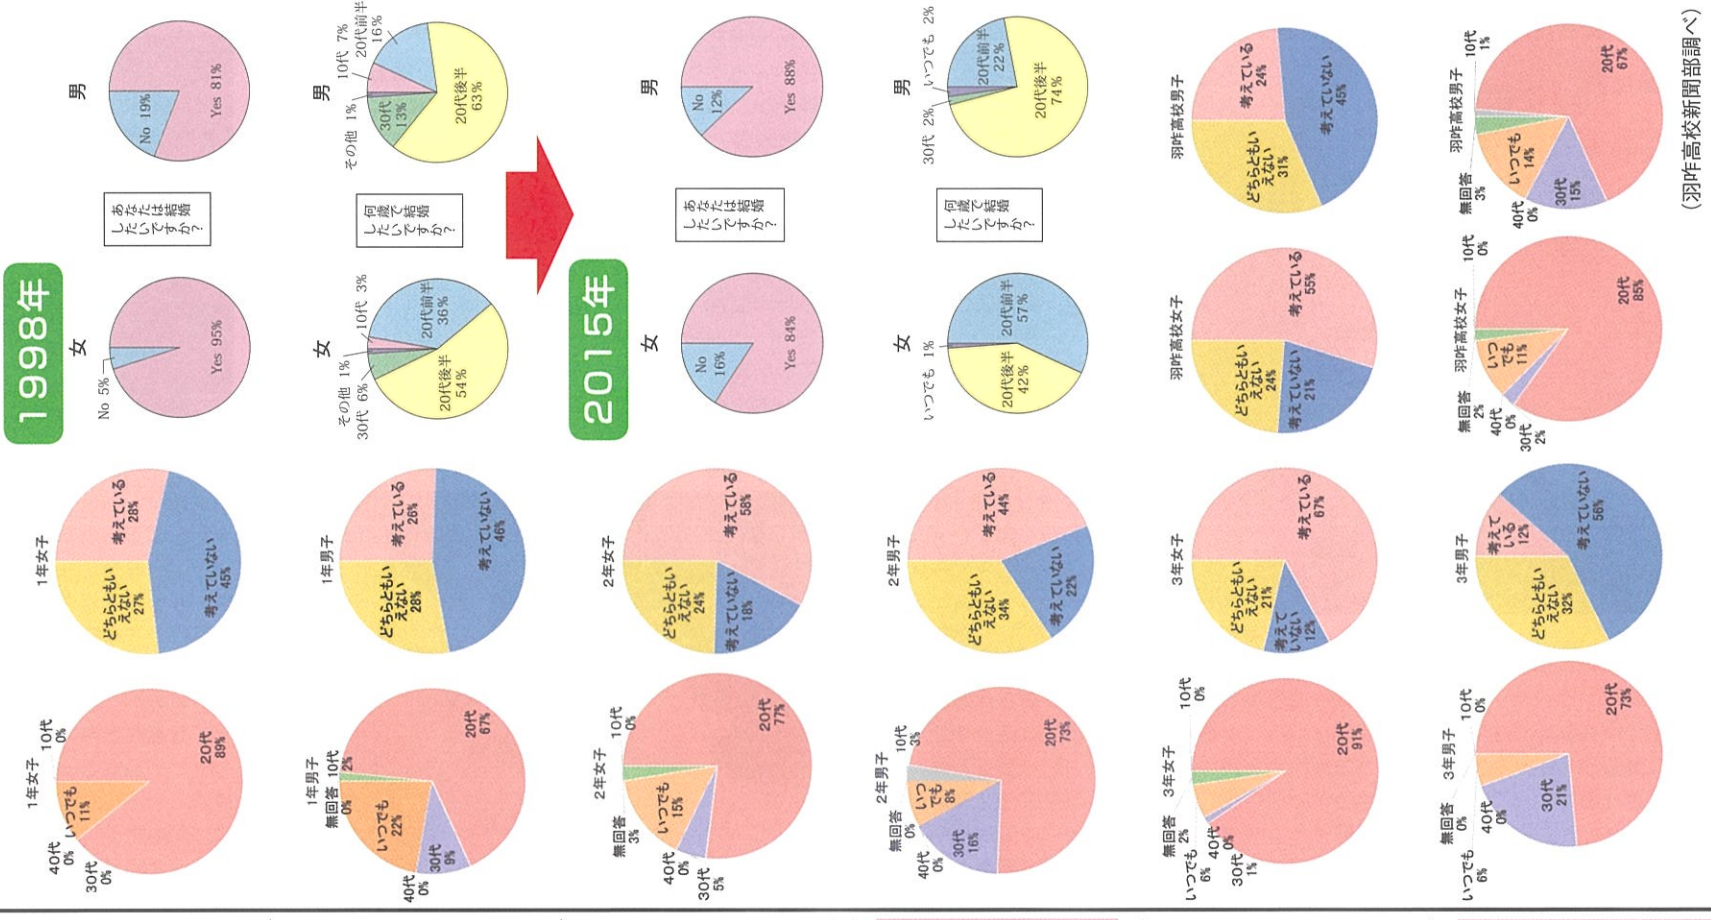 1998年
女
No 5%
Yes 95%
あなたは結婚
したいですか？
男
No 19%
Yes 81%
女
その他 1%
30代 6%
10代 3%
20代前半
36%
20代後半
54%
何歳で結婚
したいですか？
男
その他 1%
30代
13%
10代 7%
20代前半
16%
20代後半
63%
2015年
女
No
16%
Yes 84%
あなたは結婚
したいですか？
男
No
12%
Yes 88%
女
いつでも 1%
20代後半
42%
20代前半
57%
何歳で結婚
したいですか？
男
30代 2%
いつでも 2%
20代前半
22%
20代後半
74%
1年女子
10代
0%
40代
0%
いつでも
11%
30代
0%
20代
89%
1年女子
どちらともい
えない
27%
考えている
28%
考えていない
45%
1年男子
無回答
0%
10代
2%
いつでも
22%
40代
0%
30代
9%
20代
67%
1年男子
どちらともい
えない
28%
考えている
26%
考えていない
46%
2年女子
無回答
3%
10代
0%
いつでも
15%
40代
0%
30代
5%
20代
77%
2年女子
どちらともい
えない
24%
考えていない
18%
考えている
58%
2年男子
無回答
0%
10代
3%
いつ
でも
8%
40代
0%
30代
16%
20代
73%
2年男子
どちらともい
えない
34%
考えている
44%
考えていない
22%
3年女子
無回答
2%
10代
0%
いつでも
6%
40代
0%
30代
1%
20代
91%
3年女子
どちらともい
えない
21%
考えて
いない
12%
考えている
67%
羽咋高校女子
どちらともい
えない
24%
考えていない
21%
考えている
55%
羽咋高校男子
どちらともい
えない
31%
考えている
24%
考えていない
45%
3年男子
無回答
0%
10代
0%
いつでも
6%
40代
0%
30代
21%
20代
73%
3年男子
どちらともい
えない
32%
考えて
いる
12%
考えていない
56%
羽咋高校女子
無回答
2%
10代
0%
いつ
でも
11%
40代
0%
30代
2%
20代
85%
羽咋高校男子
無回答
3%
10代
1%
いつでも
14%
40代
0%
30代
15%
20代
67%
（羽咋高校新聞部調べ）